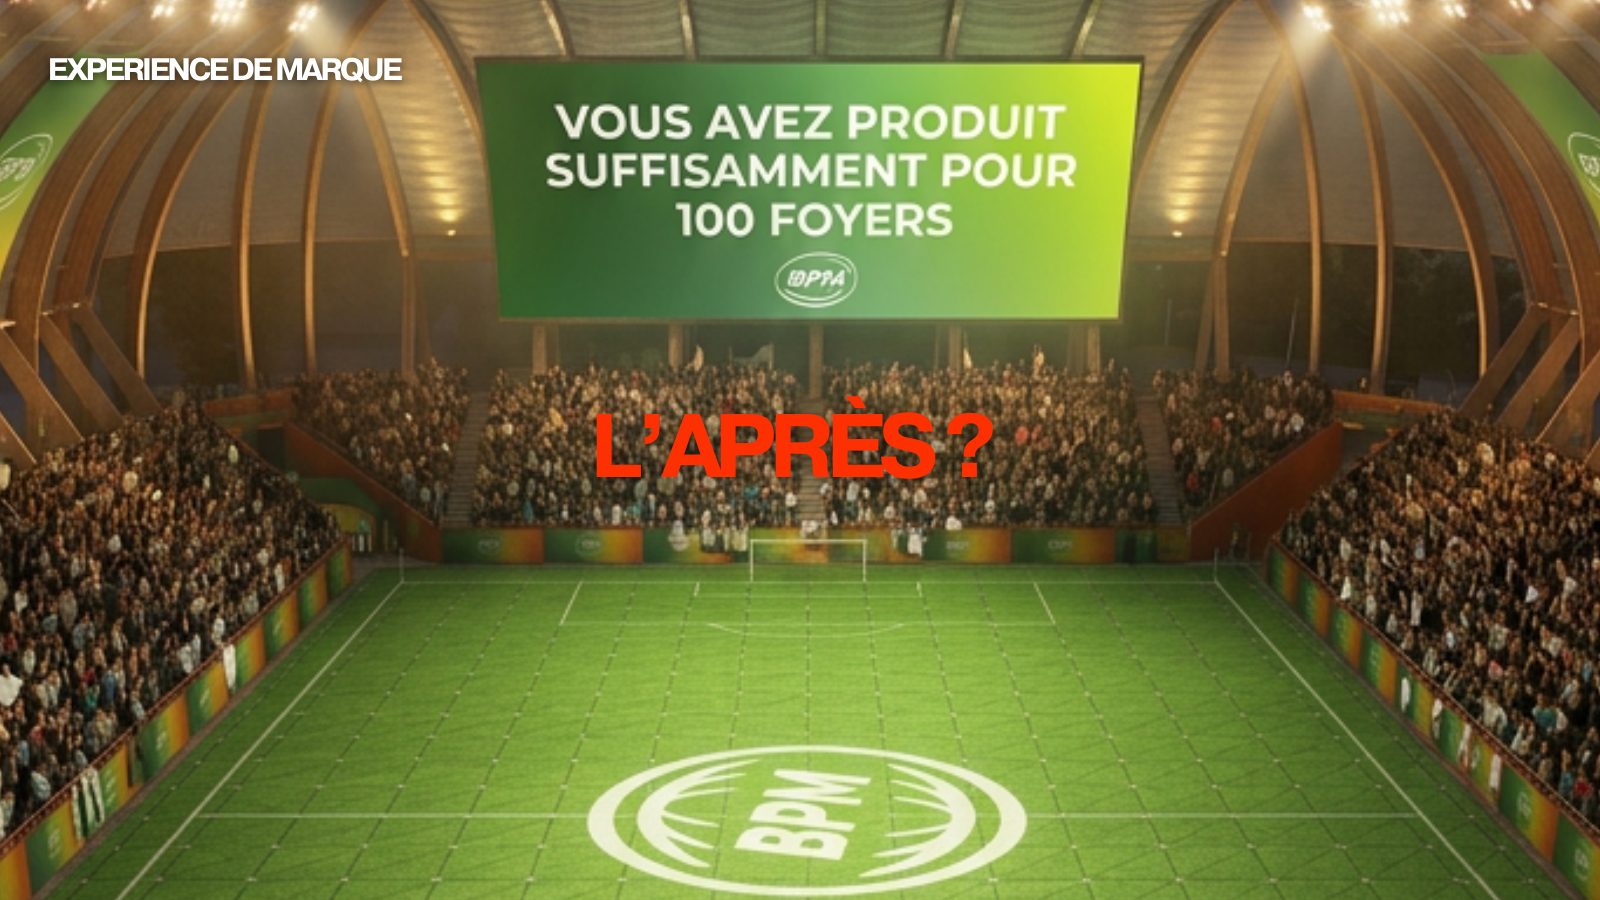 EXPERIENCE DE MARQUE
VOUS AVEZ PRODUIT
SUFFISAMMENT POUR
100 FOYERS
L'APRÈS ?
BPM